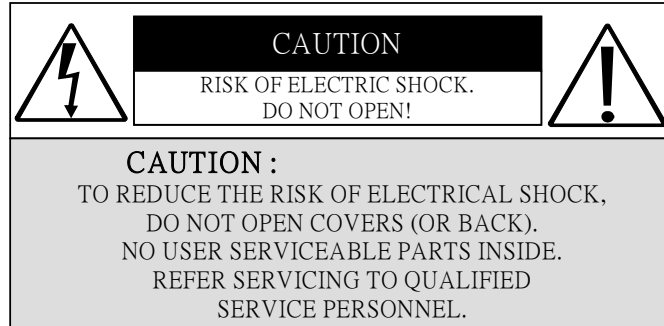 CAUTION
RISK OF ELECTRIC SHOCK.
DO NOT OPEN!
CAUTION :
TO REDUCE THE RISK OF ELECTRICAL SHOCK,
DO NOT OPEN COVERS (OR BACK).
NO USER SERVICEABLE PARTS INSIDE.
REFER SERVICING TO QUALIFIED
SERVICE PERSONNEL.